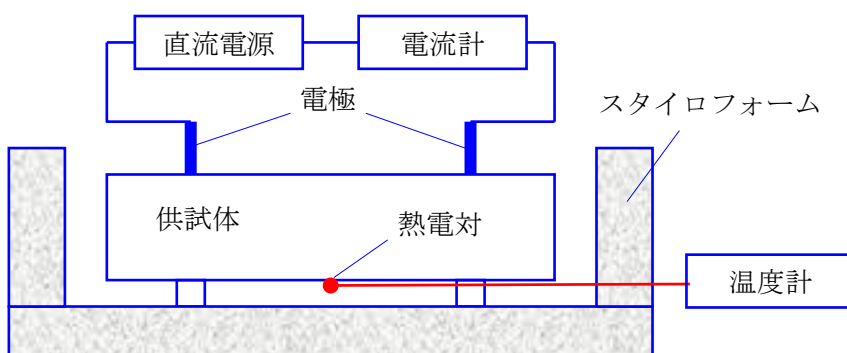 直流電源
電流計
電極
スタイロフォーム
供試体
熱電対
温度計